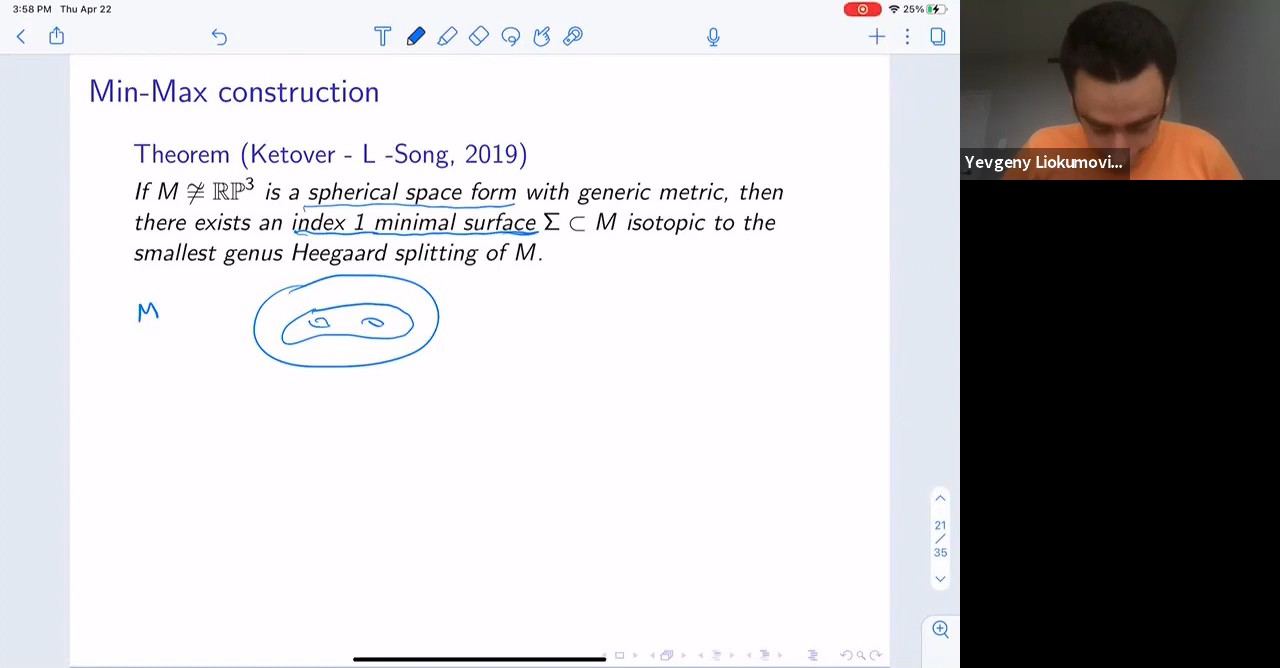 3:58 PM Thu Apr 22
25%
Min-Max construction
Theorem (Ketover - L -Song, 2019)
If M ≇ ℝℙ³ is a spherical space form with generic metric, then
there exists an index 1 minimal surface Σ ⊂ M isotopic to the
smallest genus Heegaard splitting of M.
M
21
/
35
Yevgeny Liokumovi...